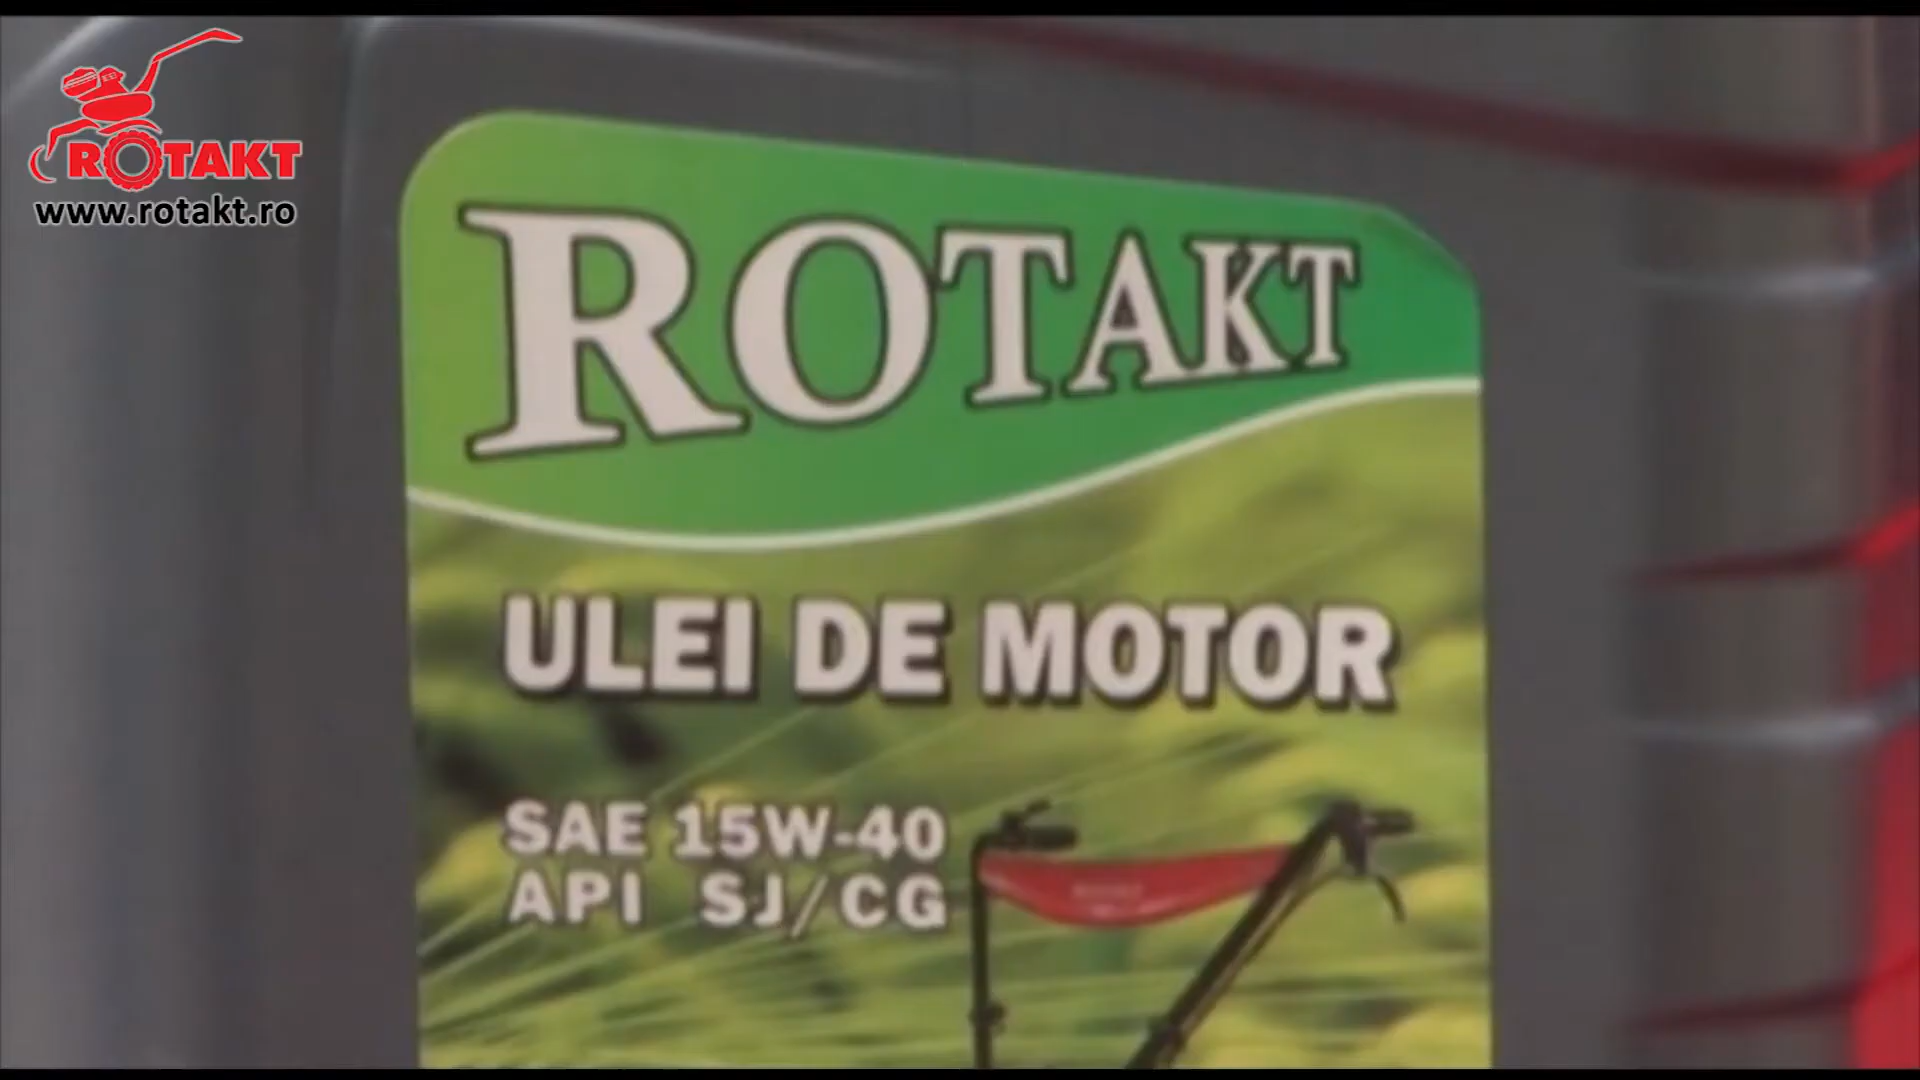 ROTAKT
www.rotakt.ro
ROTAKT
ULEI DE MOTOR
SAE 15W-40
API SJ/CG